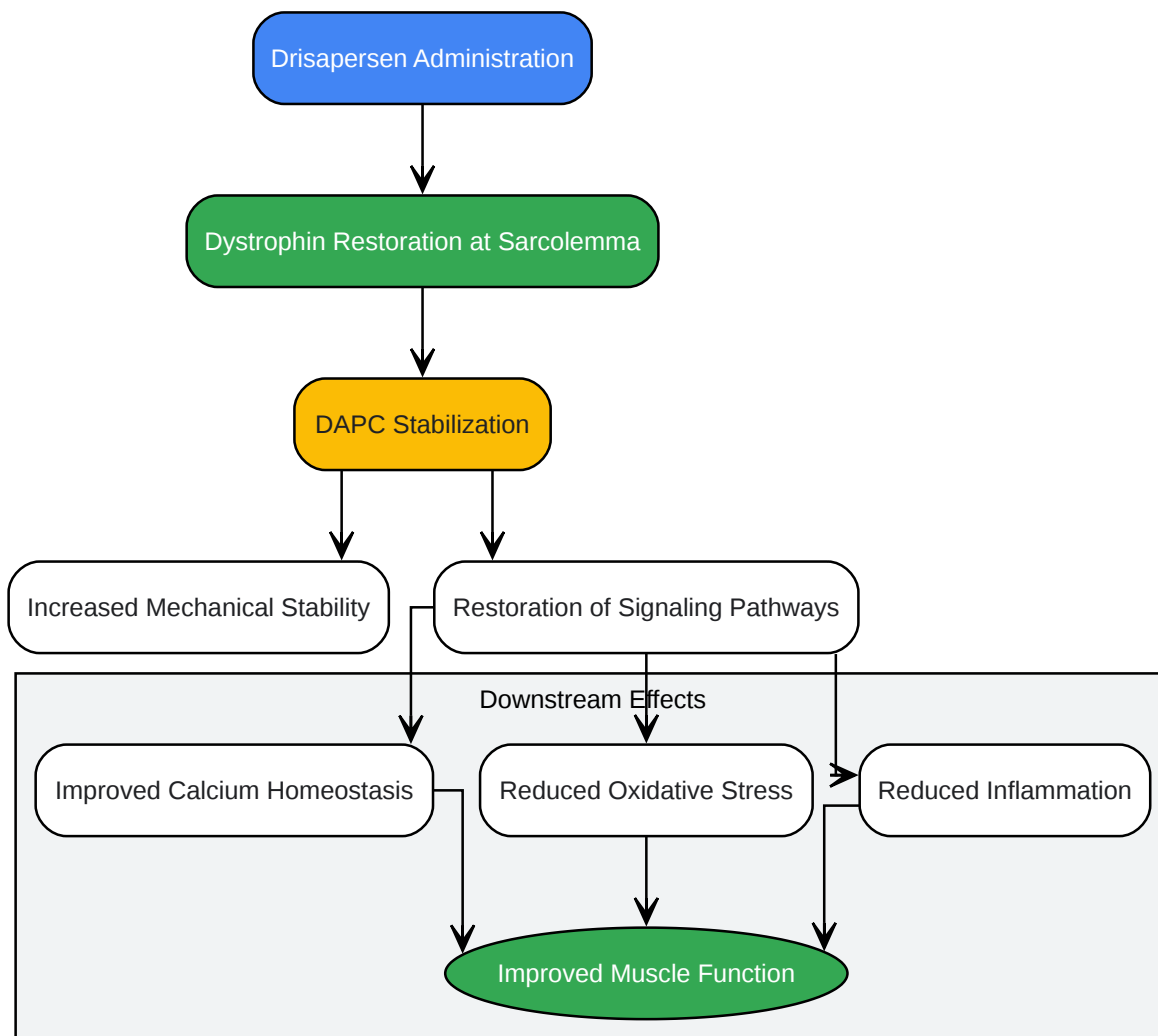 Drisapersen Administration
Dystrophin Restoration at Sarcolemma
DAPC Stabilization
Increased Mechanical Stability
Restoration of Signaling Pathways
Downstream Effects
Improved Calcium Homeostasis
Reduced Oxidative Stress
Reduced Inflammation
Improved Muscle Function